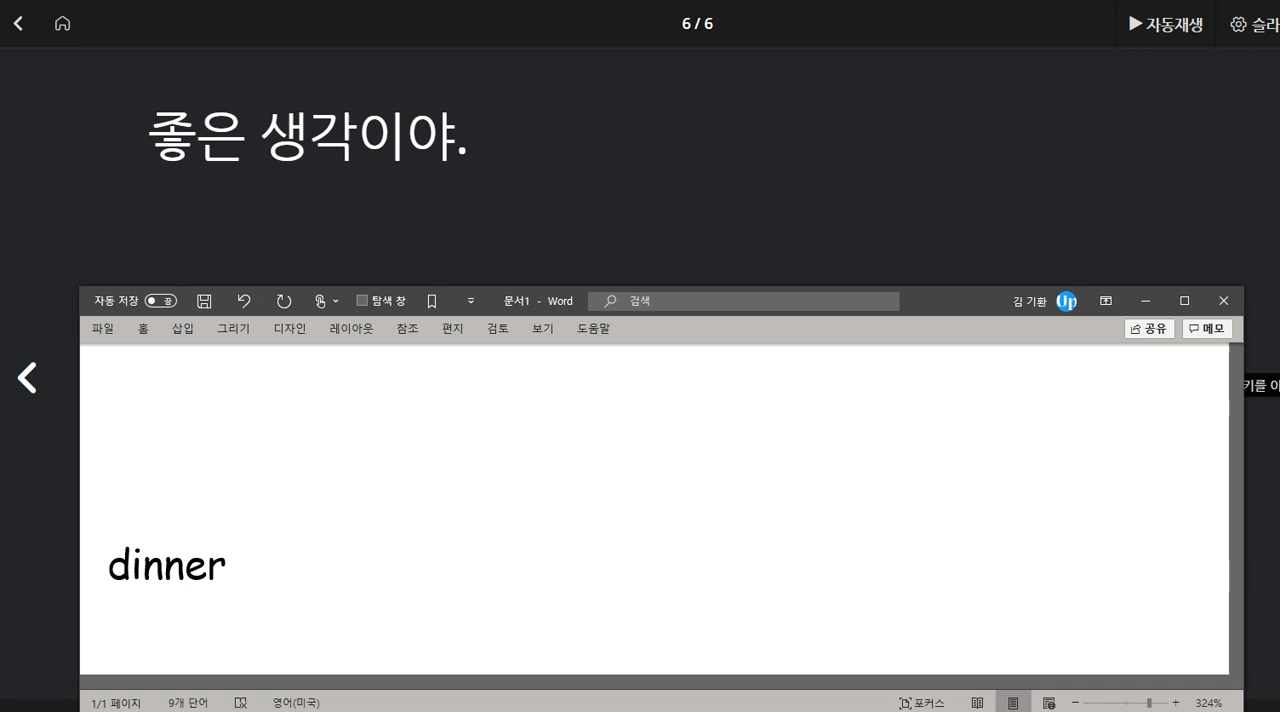 6 / 6
▶ 자동재생
슬라
좋은 생각이야.
자동 저장 끔 탐색 창 문서1 - Word 검색 김 기환 Up
파일 홈 삽입 그리기 디자인 레이아웃 참조 편지 검토 보기 도움말 공유 메모
키를 이
dinner
1/1 페이지 9개 단어 영어(미국) 포커스 − + 324%